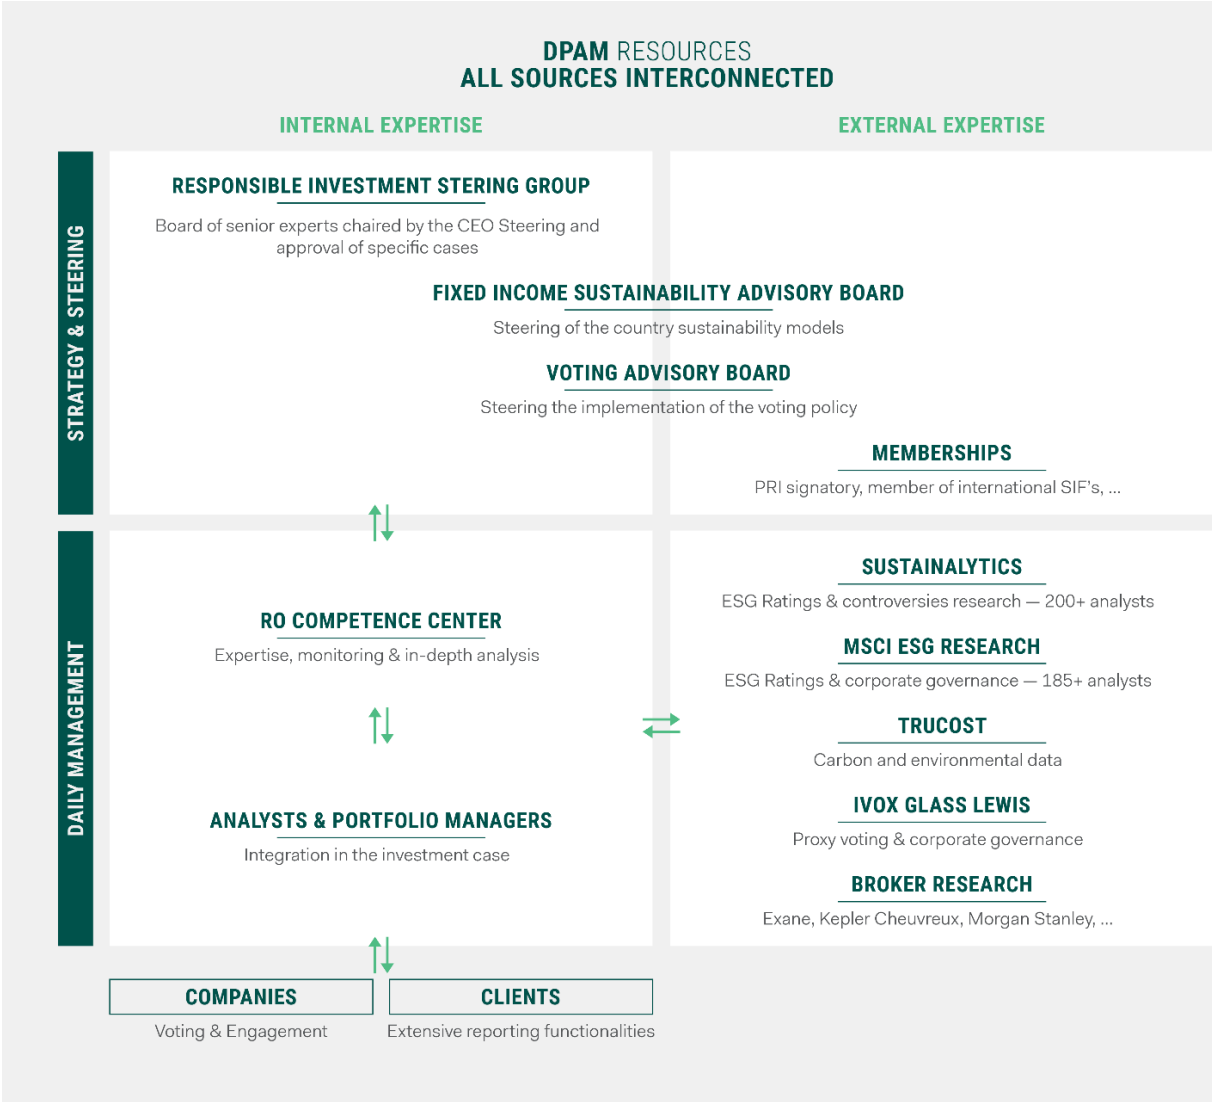 DPAM RESOURCES
ALL SOURCES INTERCONNECTED
INTERNAL EXPERTISE
EXTERNAL EXPERTISE
STRATEGY & STEERING
RESPONSIBLE INVESTMENT STERING GROUP
Board of senior experts chaired by the CEO Steering and
approval of specific cases
FIXED INCOME SUSTAINABILITY ADVISORY BOARD
Steering of the country sustainability models
VOTING ADVISORY BOARD
Steering the implementation of the voting policy
MEMBERSHIPS
PRI signatory, member of international SIF's, ...
DAILY MANAGEMENT
RO COMPETENCE CENTER
Expertise, monitoring & in-depth analysis
ANALYSTS & PORTFOLIO MANAGERS
Integration in the investment case
SUSTAINALYTICS
ESG Ratings & controversies research — 200+ analysts
MSCI ESG RESEARCH
ESG Ratings & corporate governance — 185+ analysts
TRUCOST
Carbon and environmental data
IVOX GLASS LEWIS
Proxy voting & corporate governance
BROKER RESEARCH
Exane, Kepler Cheuvreux, Morgan Stanley, ...
COMPANIES
Voting & Engagement
CLIENTS
Extensive reporting functionalities